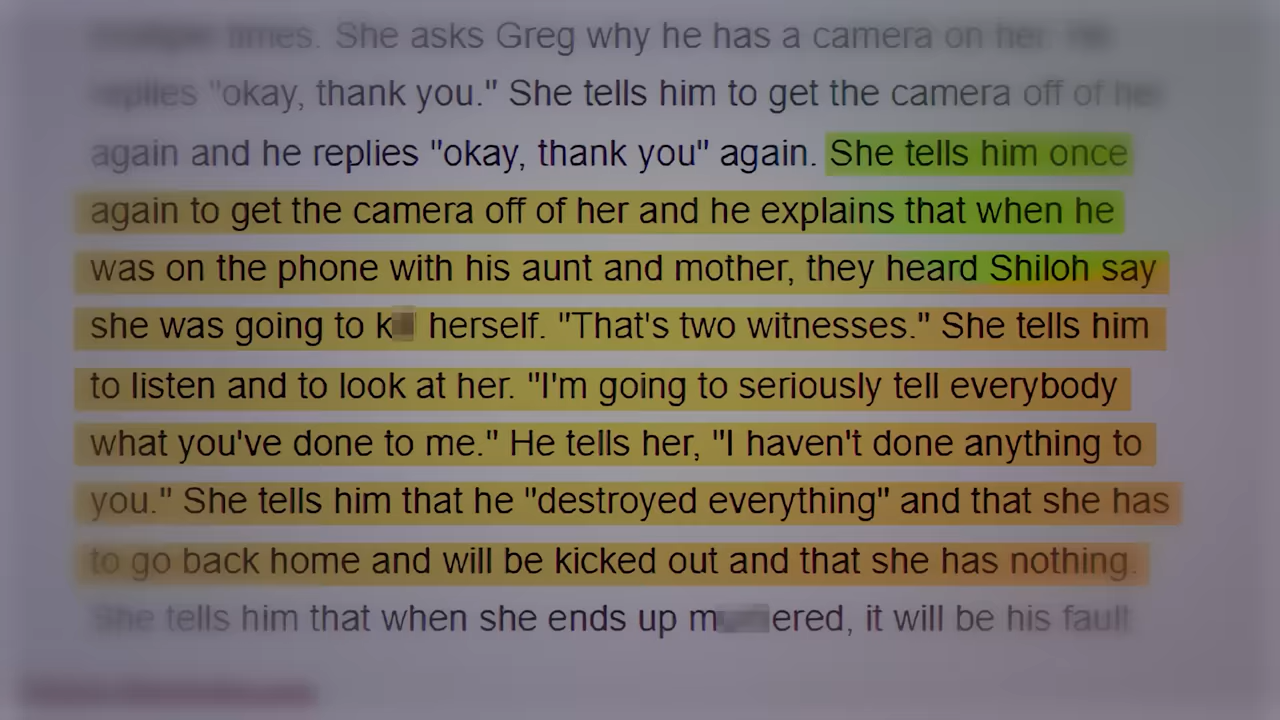 times. She asks Greg why he has a camera on her. He
replies "okay, thank you." She tells him to get the camera off of her
again and he replies "okay, thank you" again. She tells him once
again to get the camera off of her and he explains that when he
was on the phone with his aunt and mother, they heard Shiloh say
she was going to k herself. "That's two witnesses." She tells him
to listen and to look at her. "I'm going to seriously tell everybody
what you've done to me." He tells her, "I haven't done anything to
you." She tells him that he "destroyed everything" and that she has
to go back home and will be kicked out and that she has nothing.
She tells him that when she ends up m ered, it will be his fault